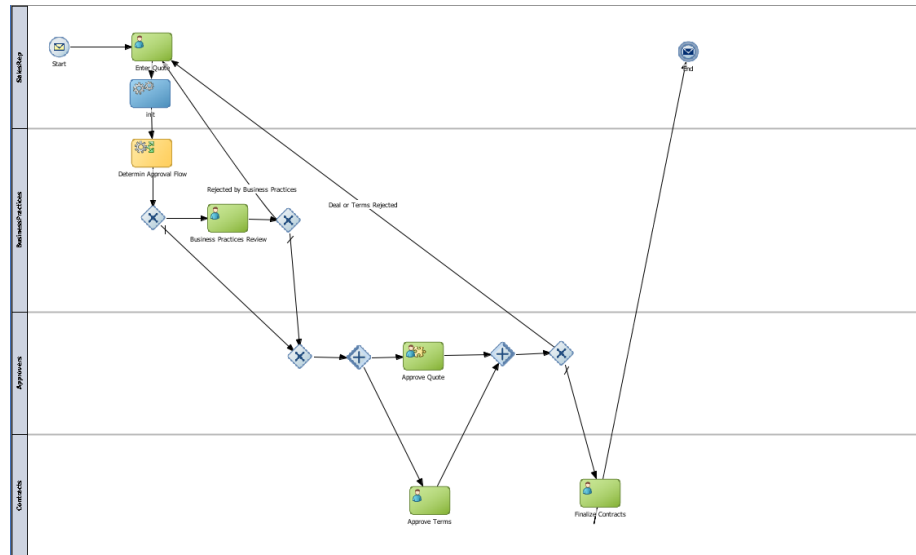 SalesRep
Start
Enter Quote
init
End
BusinessPractices
Determin Approval Flow
Rejected by Business Practices
Business Practices Review
Deal or Terms Rejected
Approvers
Approve Quote
Contracts
Approve Terms
Finalize Contracts